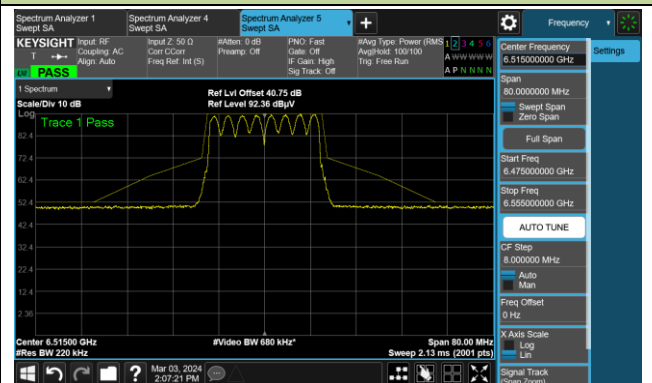 Spectrum Analyzer 1
Swept SA
Spectrum Analyzer 4
Swept SA
Spectrum Analyzer 5
Swept SA
Frequency
KEYSIGHT
T
Input: RF
Coupling: AC
Align: Auto
Input Z: 50 Ω
Corr CCorr
Freq Ref: Int (S)
#Atten: 0 dB
Preamp: Off
PNO: Fast
Gate: Off
IF Gain: High
Sig Track: Off
#Avg Type: Power (RMS
Avg|Hold: 100/100
Trig: Free Run
1 2 3 4 5 6
A W W W W W
A P N N N N
PASS
Center Frequency
6.515000000 GHz
Settings
Span
80.0000000 MHz
Swept Span
Zero Span
Full Span
Start Freq
6.475000000 GHz
Stop Freq
6.555000000 GHz
AUTO TUNE
CF Step
8.000000 MHz
Auto
Man
Freq Offset
0 Hz
X Axis Scale
Log
Lin
Signal Track
(Span Zoom)
1 Spectrum
Scale/Div 10 dB
Ref Lvl Offset 40.75 dB
Ref Level 92.36 dBµV
Log
Trace 1 Pass
82.4
72.4
62.4
52.4
42.4
32.4
22.4
12.4
2.36
Center 6.51500 GHz
#Video BW 680 kHz*
Span 80.00 MHz
#Res BW 220 kHz
Sweep 2.13 ms (2001 pts)
?
Mar 03, 2024
2:07:21 PM